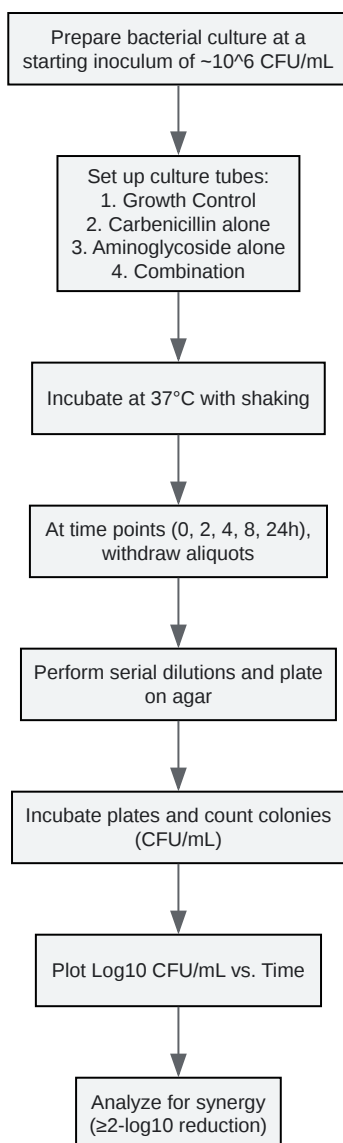 Prepare bacterial culture at a
starting inoculum of ~10^6 CFU/mL
Set up culture tubes:
1. Growth Control
2. Carbenicillin alone
3. Aminoglycoside alone
4. Combination
Incubate at 37°C with shaking
At time points (0, 2, 4, 8, 24h),
withdraw aliquots
Perform serial dilutions and plate
on agar
Incubate plates and count colonies
(CFU/mL)
Plot Log10 CFU/mL vs. Time
Analyze for synergy
(≥2-log10 reduction)